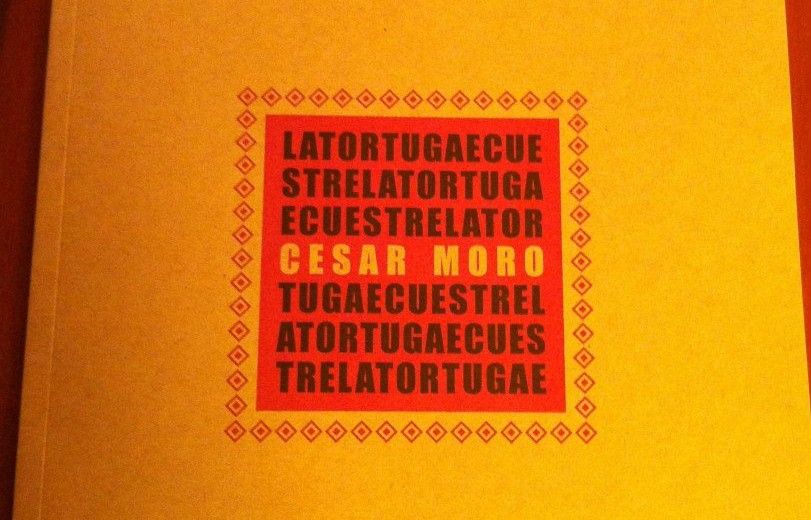 LATORTUGAECUE
STRELATORTUGA
ECUESTRELATOR
CESAR MORO
TUGAECUESTREL
ATORTUGAECUES
TRELATORTUGAE